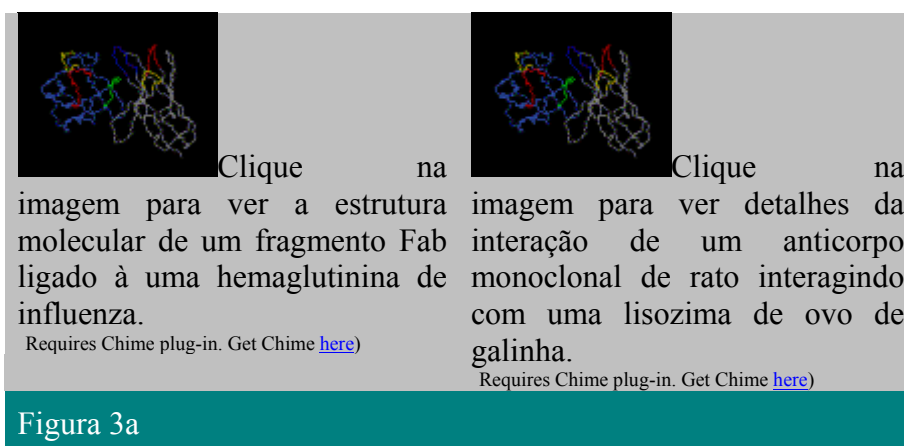 Clique na
imagem para ver a estrutura
molecular de um fragmento Fab
ligado à uma hemaglutinina de
influenza.
Requires Chime plug-in. Get Chime here)
Clique na
imagem para ver detalhes da
interação de um anticorpo
monoclonal de rato interagindo
com uma lisozima de ovo de
galinha.
Requires Chime plug-in. Get Chime here)
Figura 3a